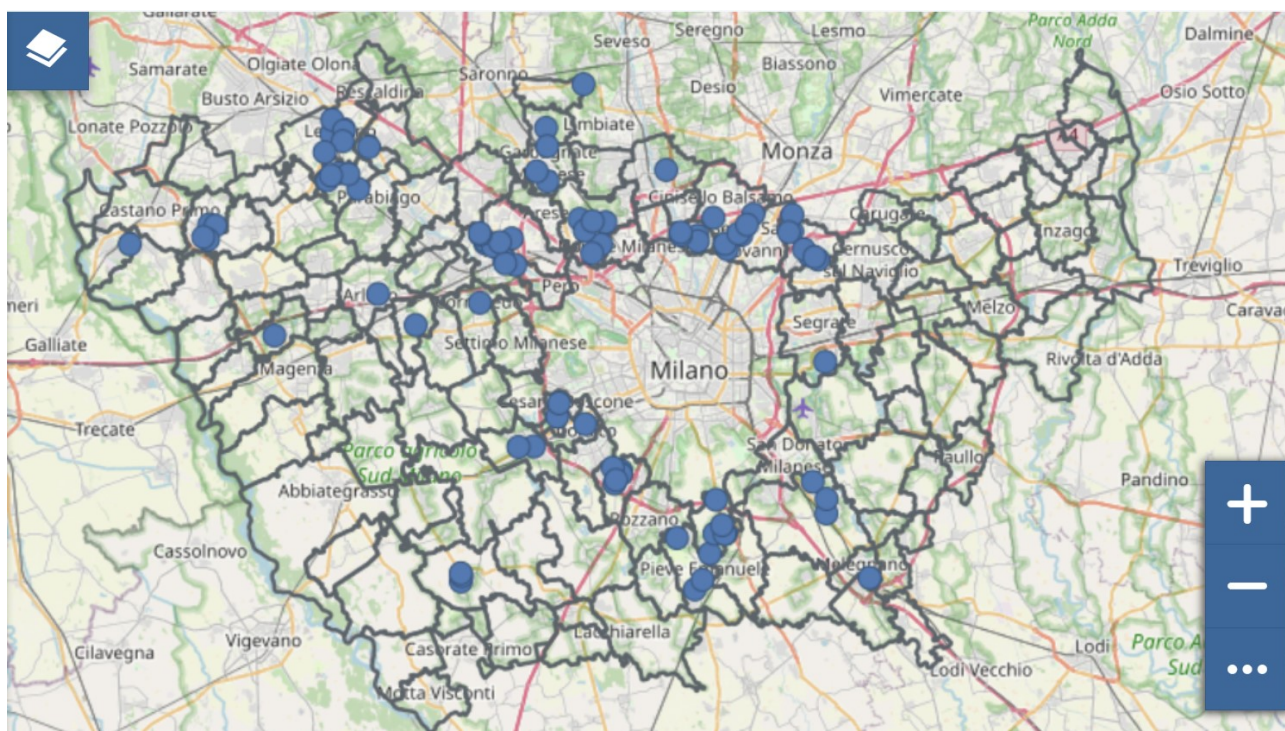 Gallarate
Parco Adda
Nord
Lesmo
Seregno
Dalmine
Seveso
Olgiate Olona
Samarate
Saronno
Biassono
Desio
Busto Arsizio
Rescaldina
Vimercate
Osio Sotto
Lonate Pozzolo
Limbiate
A4
Monza
Parabiago
Cinisello Balsamo
Castano Primo
Carugate
Cernusco
sul Naviglio
Treviglio
Pero
Melzo
Segrate
Galliate
Settimo Milanese
Rivolta d'Adda
Magenta
Milano
Trecate
San Donato
Milanese
Parco agricolo
Sud Milano
Paullo
Pandino
Abbiategrasso
Rozzano
Cassolnovo
Pieve Emanuele
Melegnano
Lacchiarella
Vigevano
Casorate Primo
Cilavegna
Lodi
Lodi Vecchio
Motta Visconti